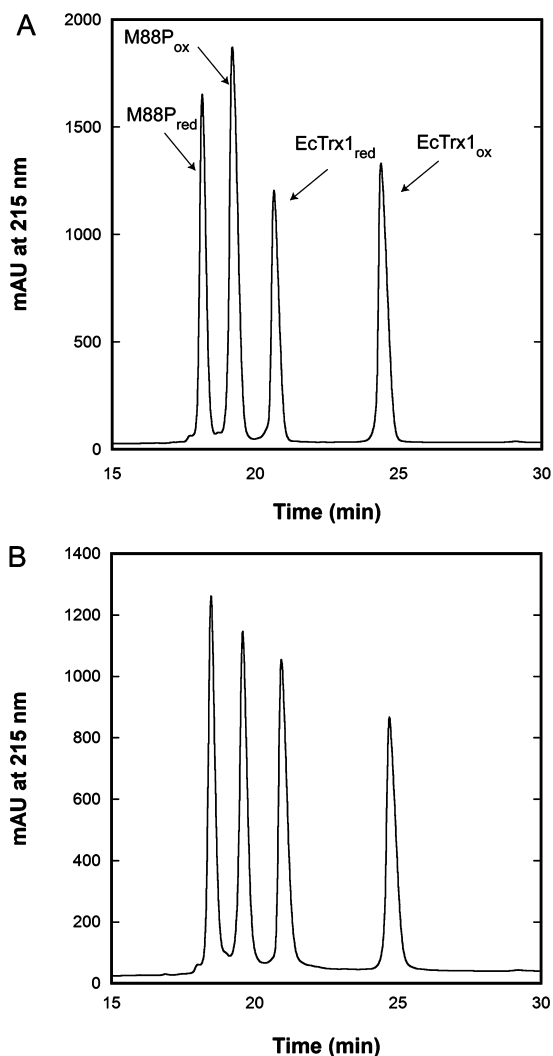 A
2000
M88Pox
M88Pred
1500
EcTrx1red
EcTrx1ox
mAU at 215 nm
1000
500
0
15 20 25 30
Time (min)
B
1400
1200
1000
mAU at 215 nm
800
600
400
200
0
15 20 25 30
Time (min)